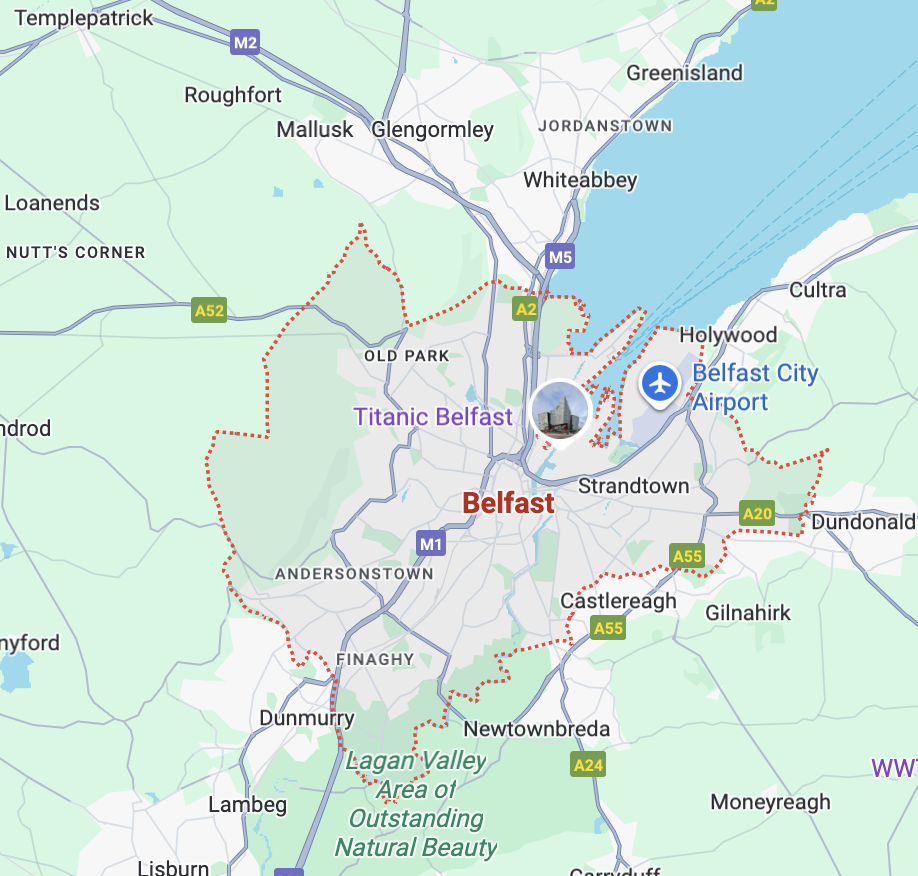 Templepatrick
A2
M2
Greenisland
Roughfort
Mallusk
Glengormley
JORDANSTOWN
Whiteabbey
Loanends
NUTT'S CORNER
M5
Cultra
A52
A2
Holywood
OLD PARK
Belfast City
Airport
Titanic Belfast
ndrod
Strandtown
Belfast
A20
Dundonald
M1
A55
ANDERSONSTOWN
Castlereagh
Gilnahirk
A55
nyford
FINAGHY
Dunmurry
Newtownbreda
Lagan Valley
Area of
Outstanding
Natural Beauty
A24
WWT
Lambeg
Moneyreagh
Lisburn
Carryduff